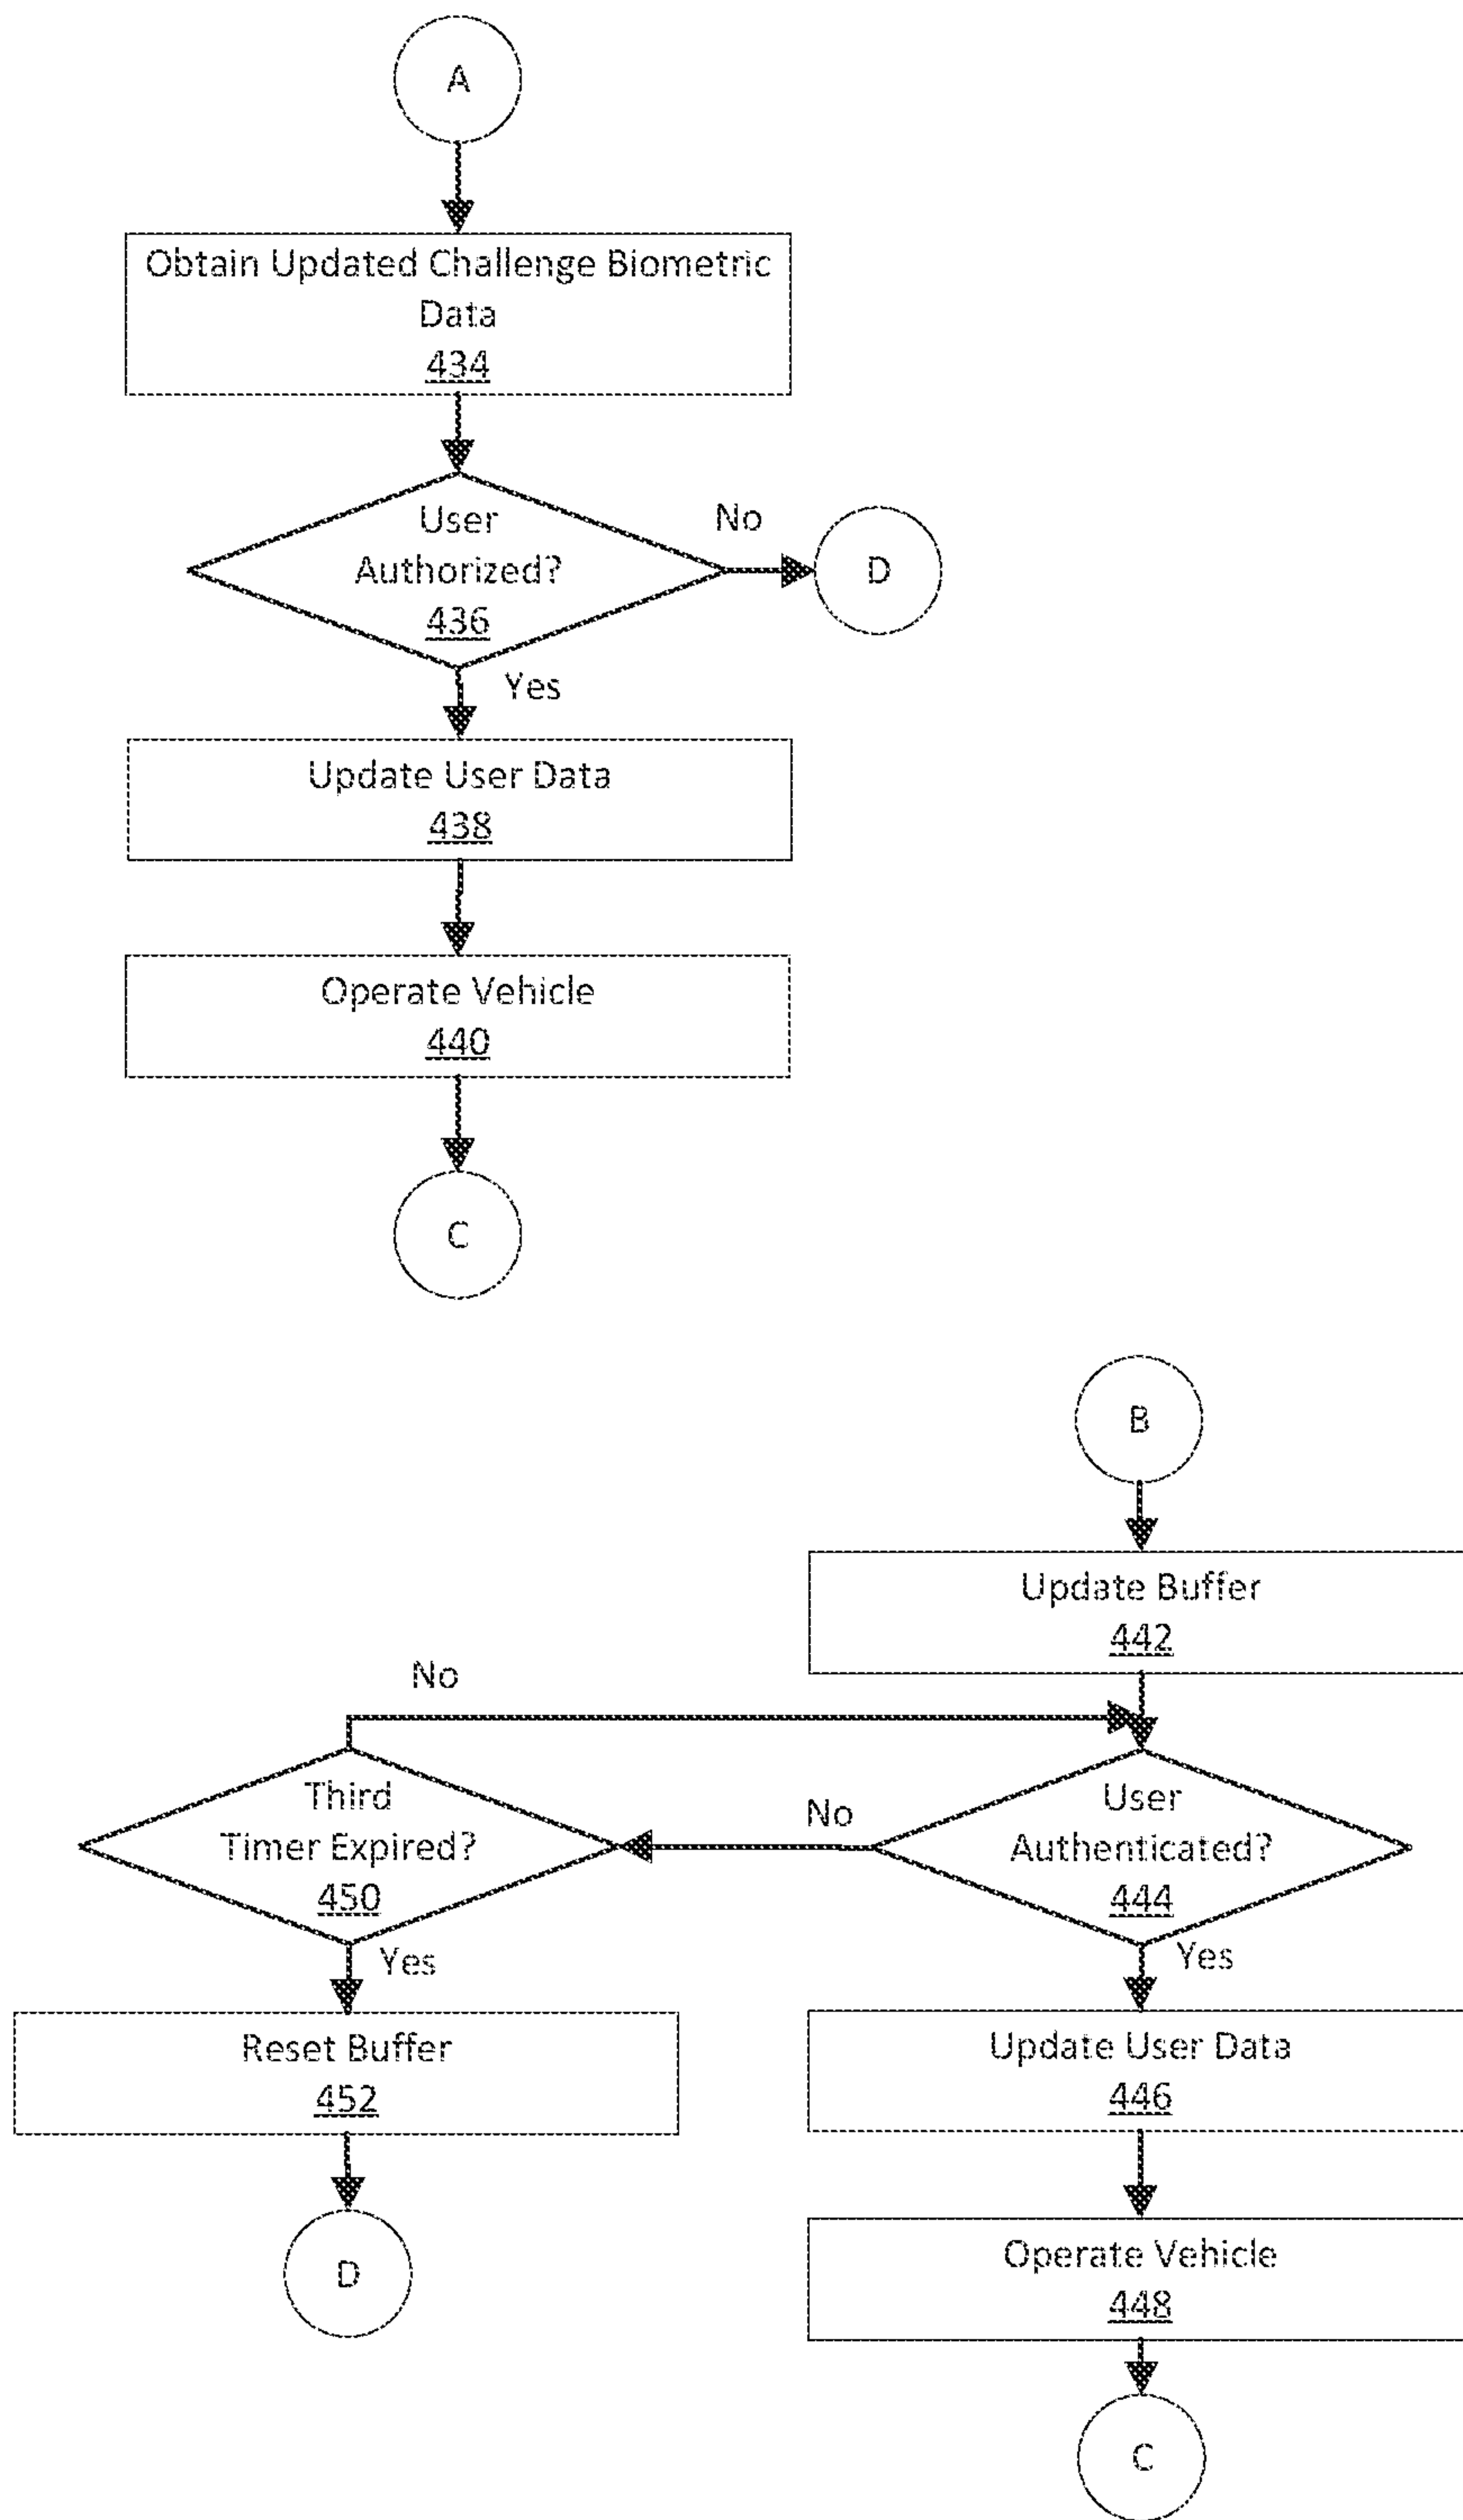 A
Obtain Updated Challenge Biometric
Data
434
User
Authorized?
436
No
D
Yes
Update User Data
438
Operate Vehicle
440
C
B
Update Buffer
442
No
Third
Timer Expired?
450
No
User
Authenticated?
444
Yes
Yes
Reset Buffer
452
Update User Data
446
D
Operate Vehicle
448
C